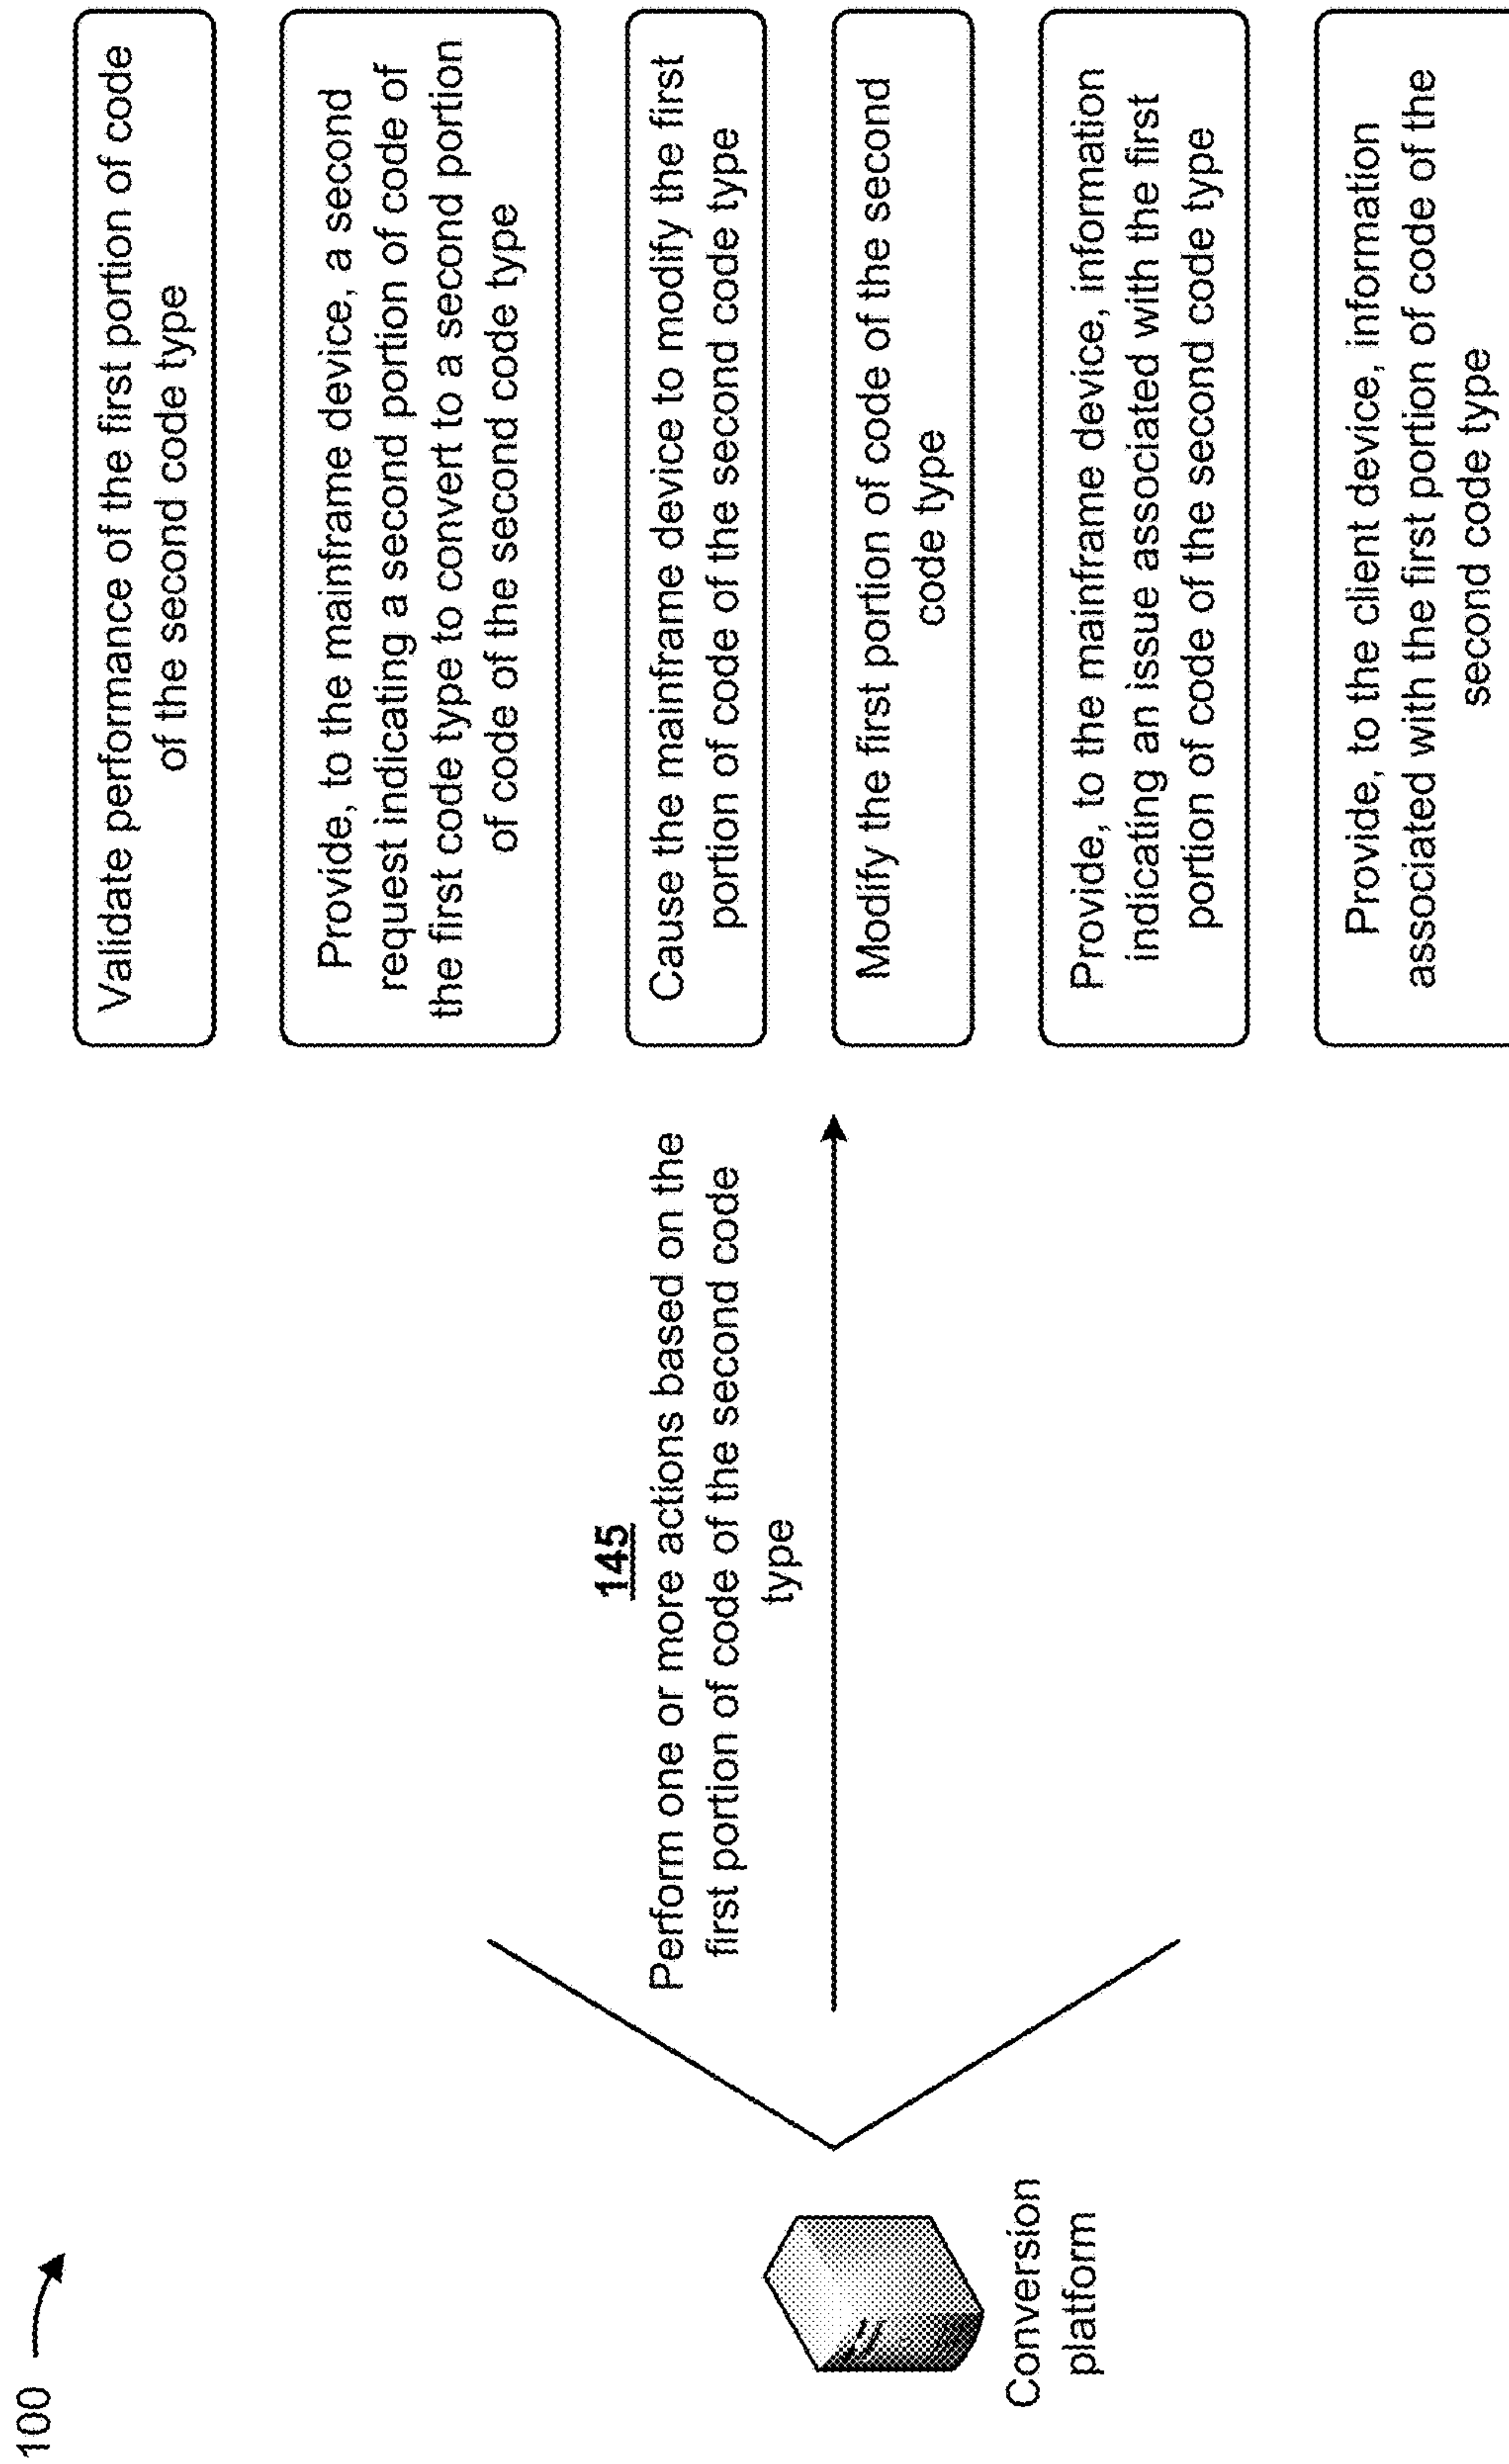 100
Conversion
platform
145
Perform one or more actions based on the
first portion of code of the second code
type
Validate performance of the first portion of code
of the second code type
Provide, to the mainframe device, a second
request indicating a second portion of code of
the first code type to convert to a second portion
of code of the second code type
Cause the mainframe device to modify the first
portion of code of the second code type
Modify the first portion of code of the second
code type
Provide, to the mainframe device, information
indicating an issue associated with the first
portion of code of the second code type
Provide, to the client device, information
associated with the first portion of code of the
second code type